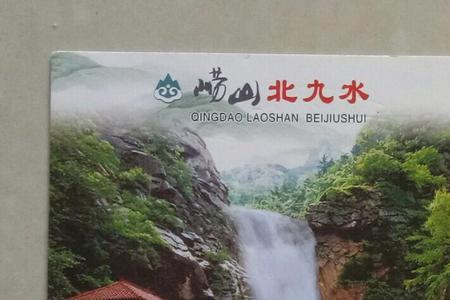 崂山北九水
QINGDAO LAOSHAN BEIJIUSHUI